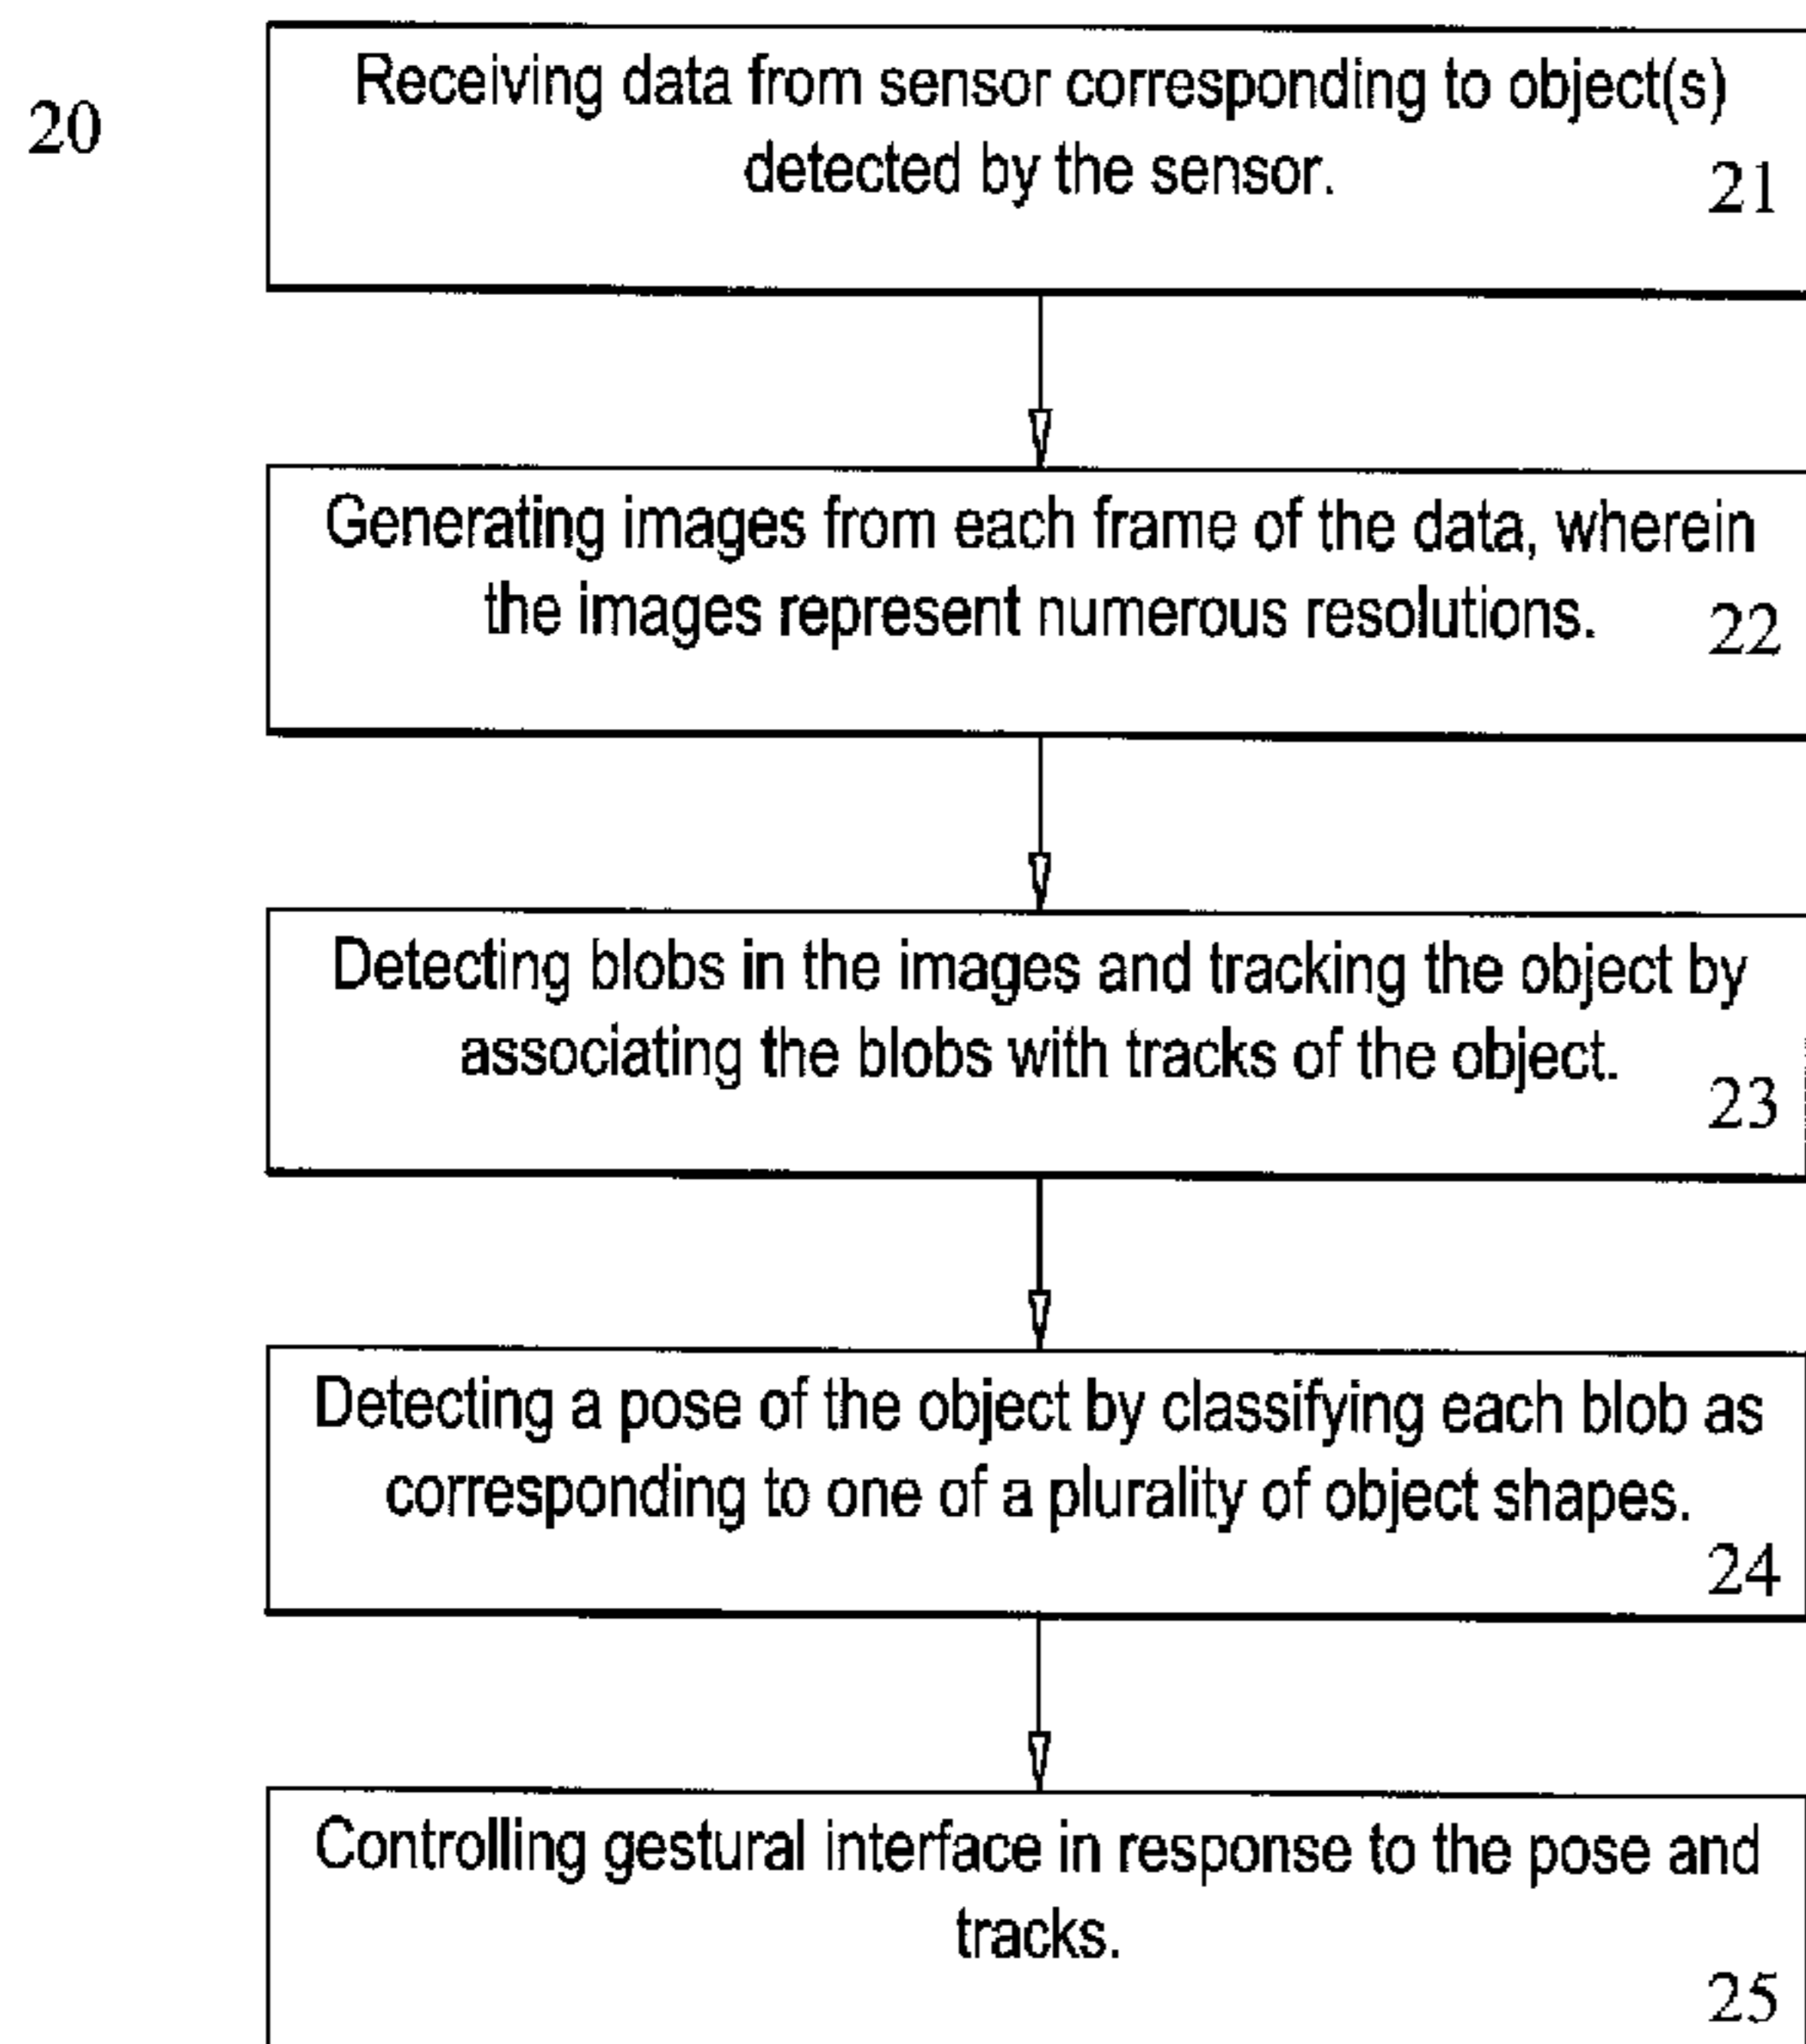 20
Receiving data from sensor corresponding to object(s)
detected by the sensor.
21
Generating images from each frame of the data, wherein
the images represent numerous resolutions.
22
Detecting blobs in the images and tracking the object by
associating the blobs with tracks of the object.
23
Detecting a pose of the object by classifying each blob as
corresponding to one of a plurality of object shapes.
24
Controlling gestural interface in response to the pose and
tracks.
25